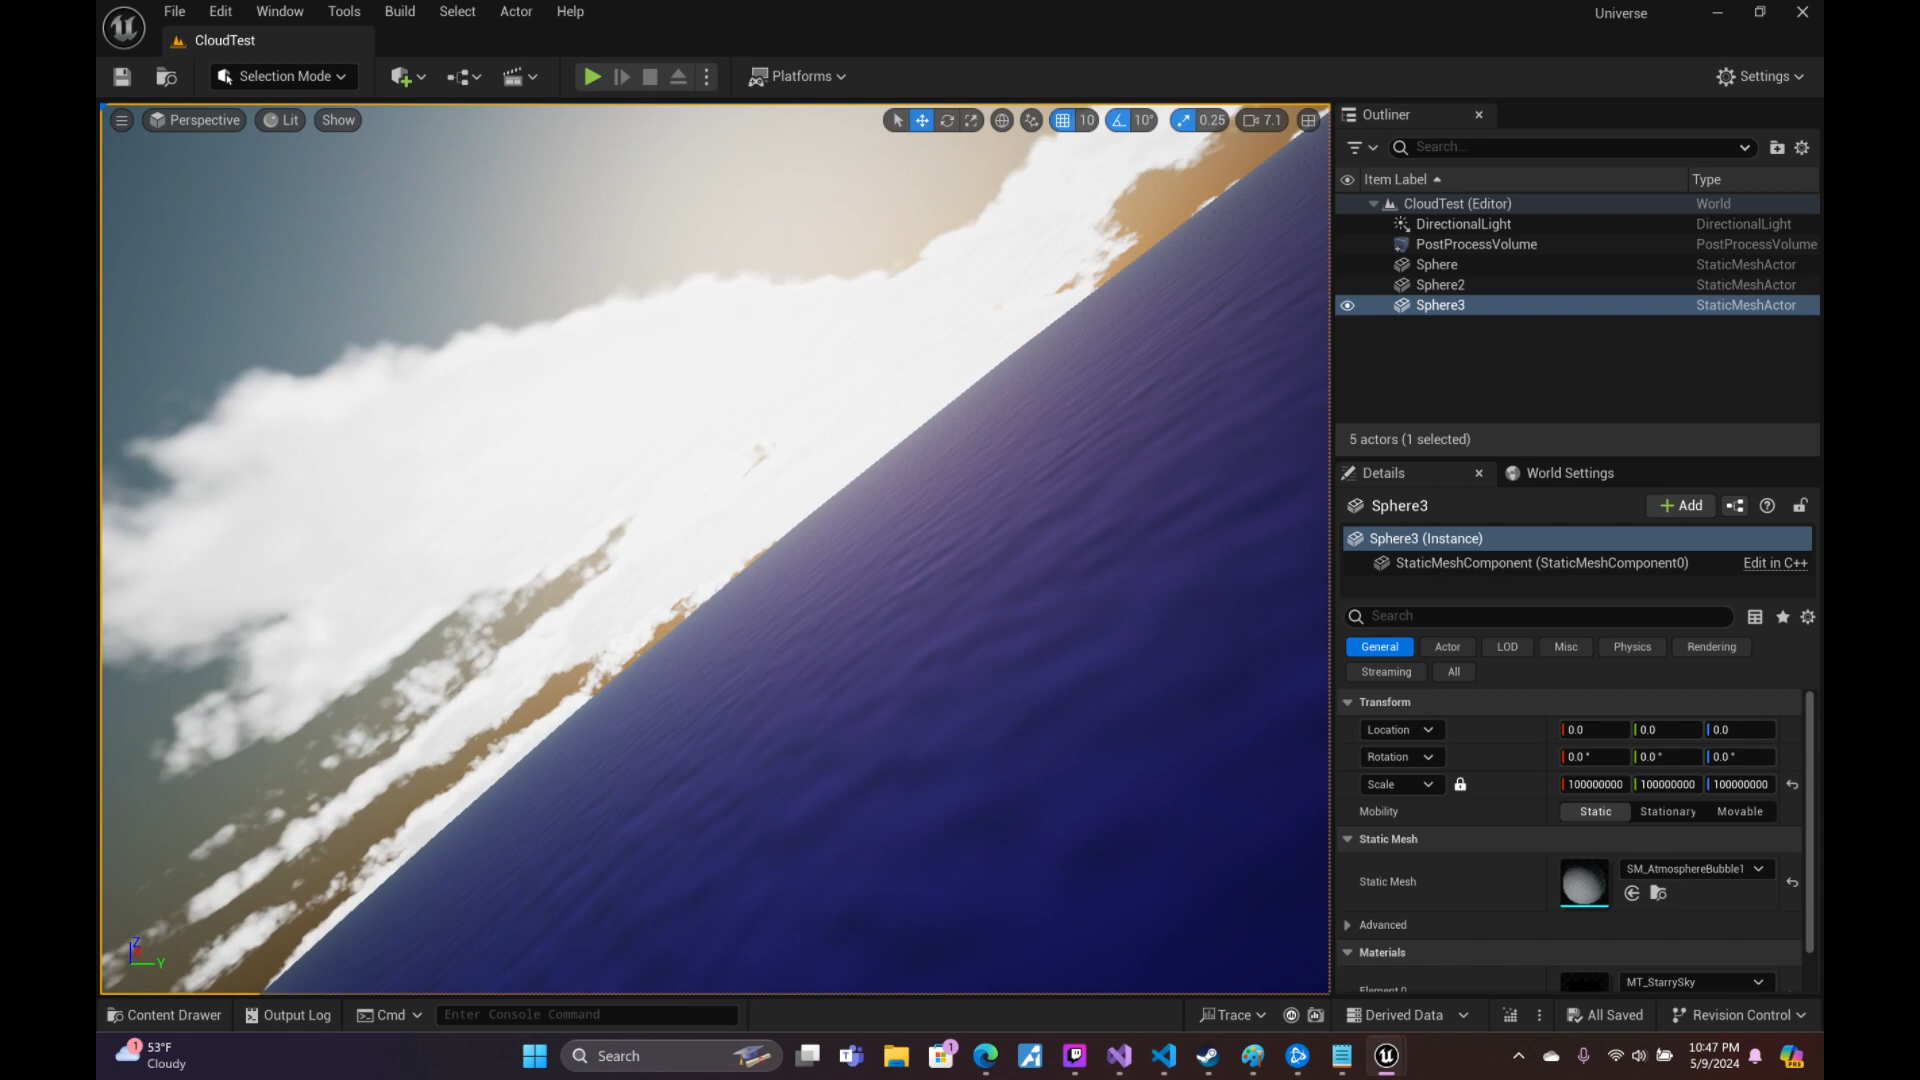 File Edit Window Tools Build Select Actor Help
Universe
CloudTest
Selection Mode
Platforms
Settings
Perspective Lit Show
10 10° 0.25 7.1
Outliner
Search...
Item Label Type
CloudTest (Editor) World
DirectionalLight DirectionalLight
PostProcessVolume PostProcessVolume
Sphere StaticMeshActor
Sphere2 StaticMeshActor
Sphere3 StaticMeshActor
5 actors (1 selected)
Details World Settings
Sphere3
Add
Sphere3 (Instance)
StaticMeshComponent (StaticMeshComponent0) Edit in C++
Search
General Actor LOD Misc Physics Rendering
Streaming All
Transform
Location 0.0 0.0 0.0
Rotation 0.0 ° 0.0 ° 0.0 °
Scale 100000000 100000000 100000000
Mobility Static Stationary Movable
Static Mesh
Static Mesh SM_AtmosphereBubble1
Advanced
Materials
Element 0 MT_StarrySky
Z
Y
Content Drawer Output Log Cmd Enter Console Command Trace Derived Data All Saved Revision Control
1 53°F
Cloudy
Search
1
PRE
10:47 PM
5/9/2024